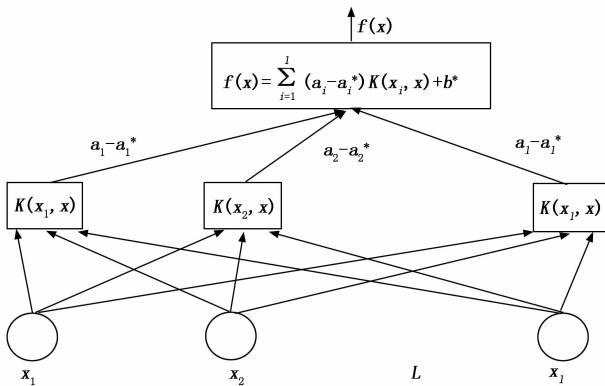 f(x)
f(x)=∑_{i=1}^{l} (a_i-a_i*)K(x_i, x)+b*
a_1-a_1*
a_2-a_2*
a_l-a_l*
K(x_1, x)
K(x_2, x)
K(x_l, x)
x_1
x_2
L
x_l